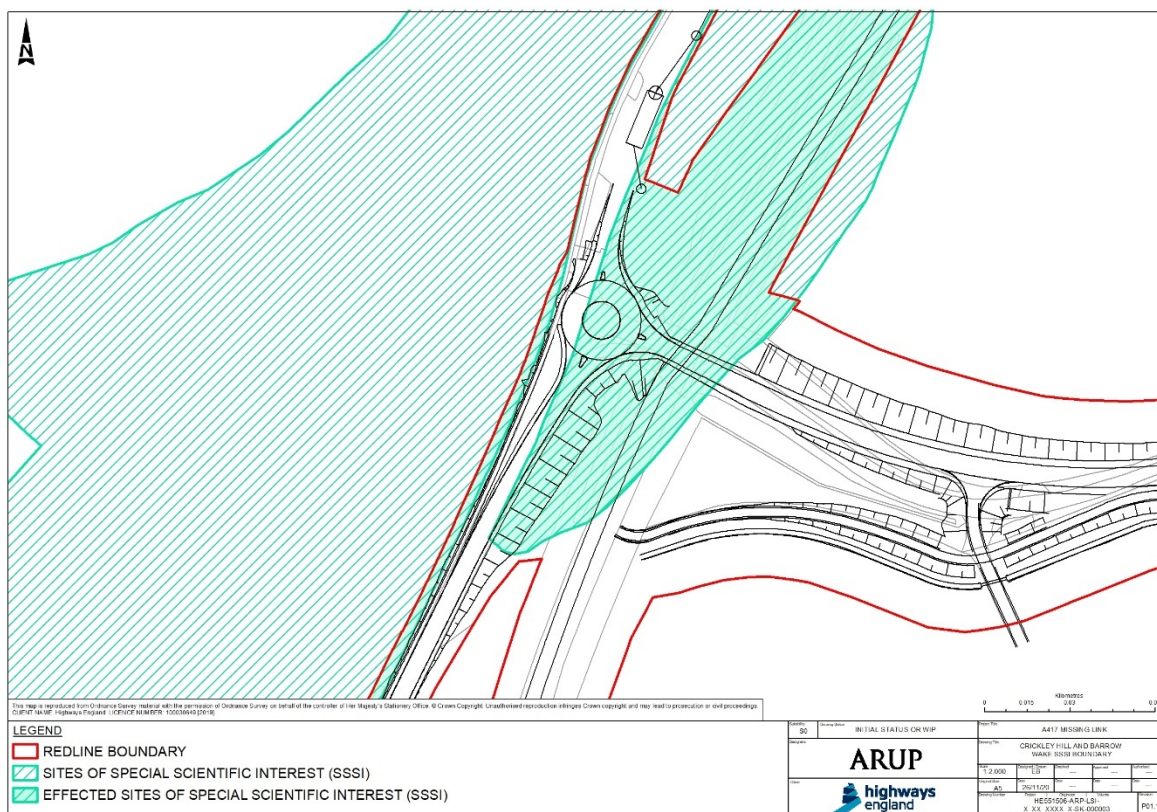 N
This map is reproduced from Ordnance Survey material with the permission of Ordnance Survey on behalf of the controller of Her Majesty's Stationery Office. © Crown Copyright. Unauthorised reproduction infringes Crown Copyright and may lead to prosecution or civil proceedings.
CLIENT NAME: Highways England LICENCE NUMBER: 100030649 [2018]
LEGEND
REDLINE BOUNDARY
SITES OF SPECIAL SCIENTIFIC INTEREST (SSSI)
EFFECTED SITES OF SPECIAL SCIENTIFIC INTEREST (SSSI)
Kilometres
0 0.015 0.03
S0
INITIAL STATUS OR WIP
ARUP
highways
england
A417 MISSING LINK
CRICKLEY HILL AND BARROW
WAKE SSSI BOUNDARY
1:2,000
EB
A5
26/11/20
HE551506-ARP-LSI-
X_XX_XXXX_X-SK-000003
P01.